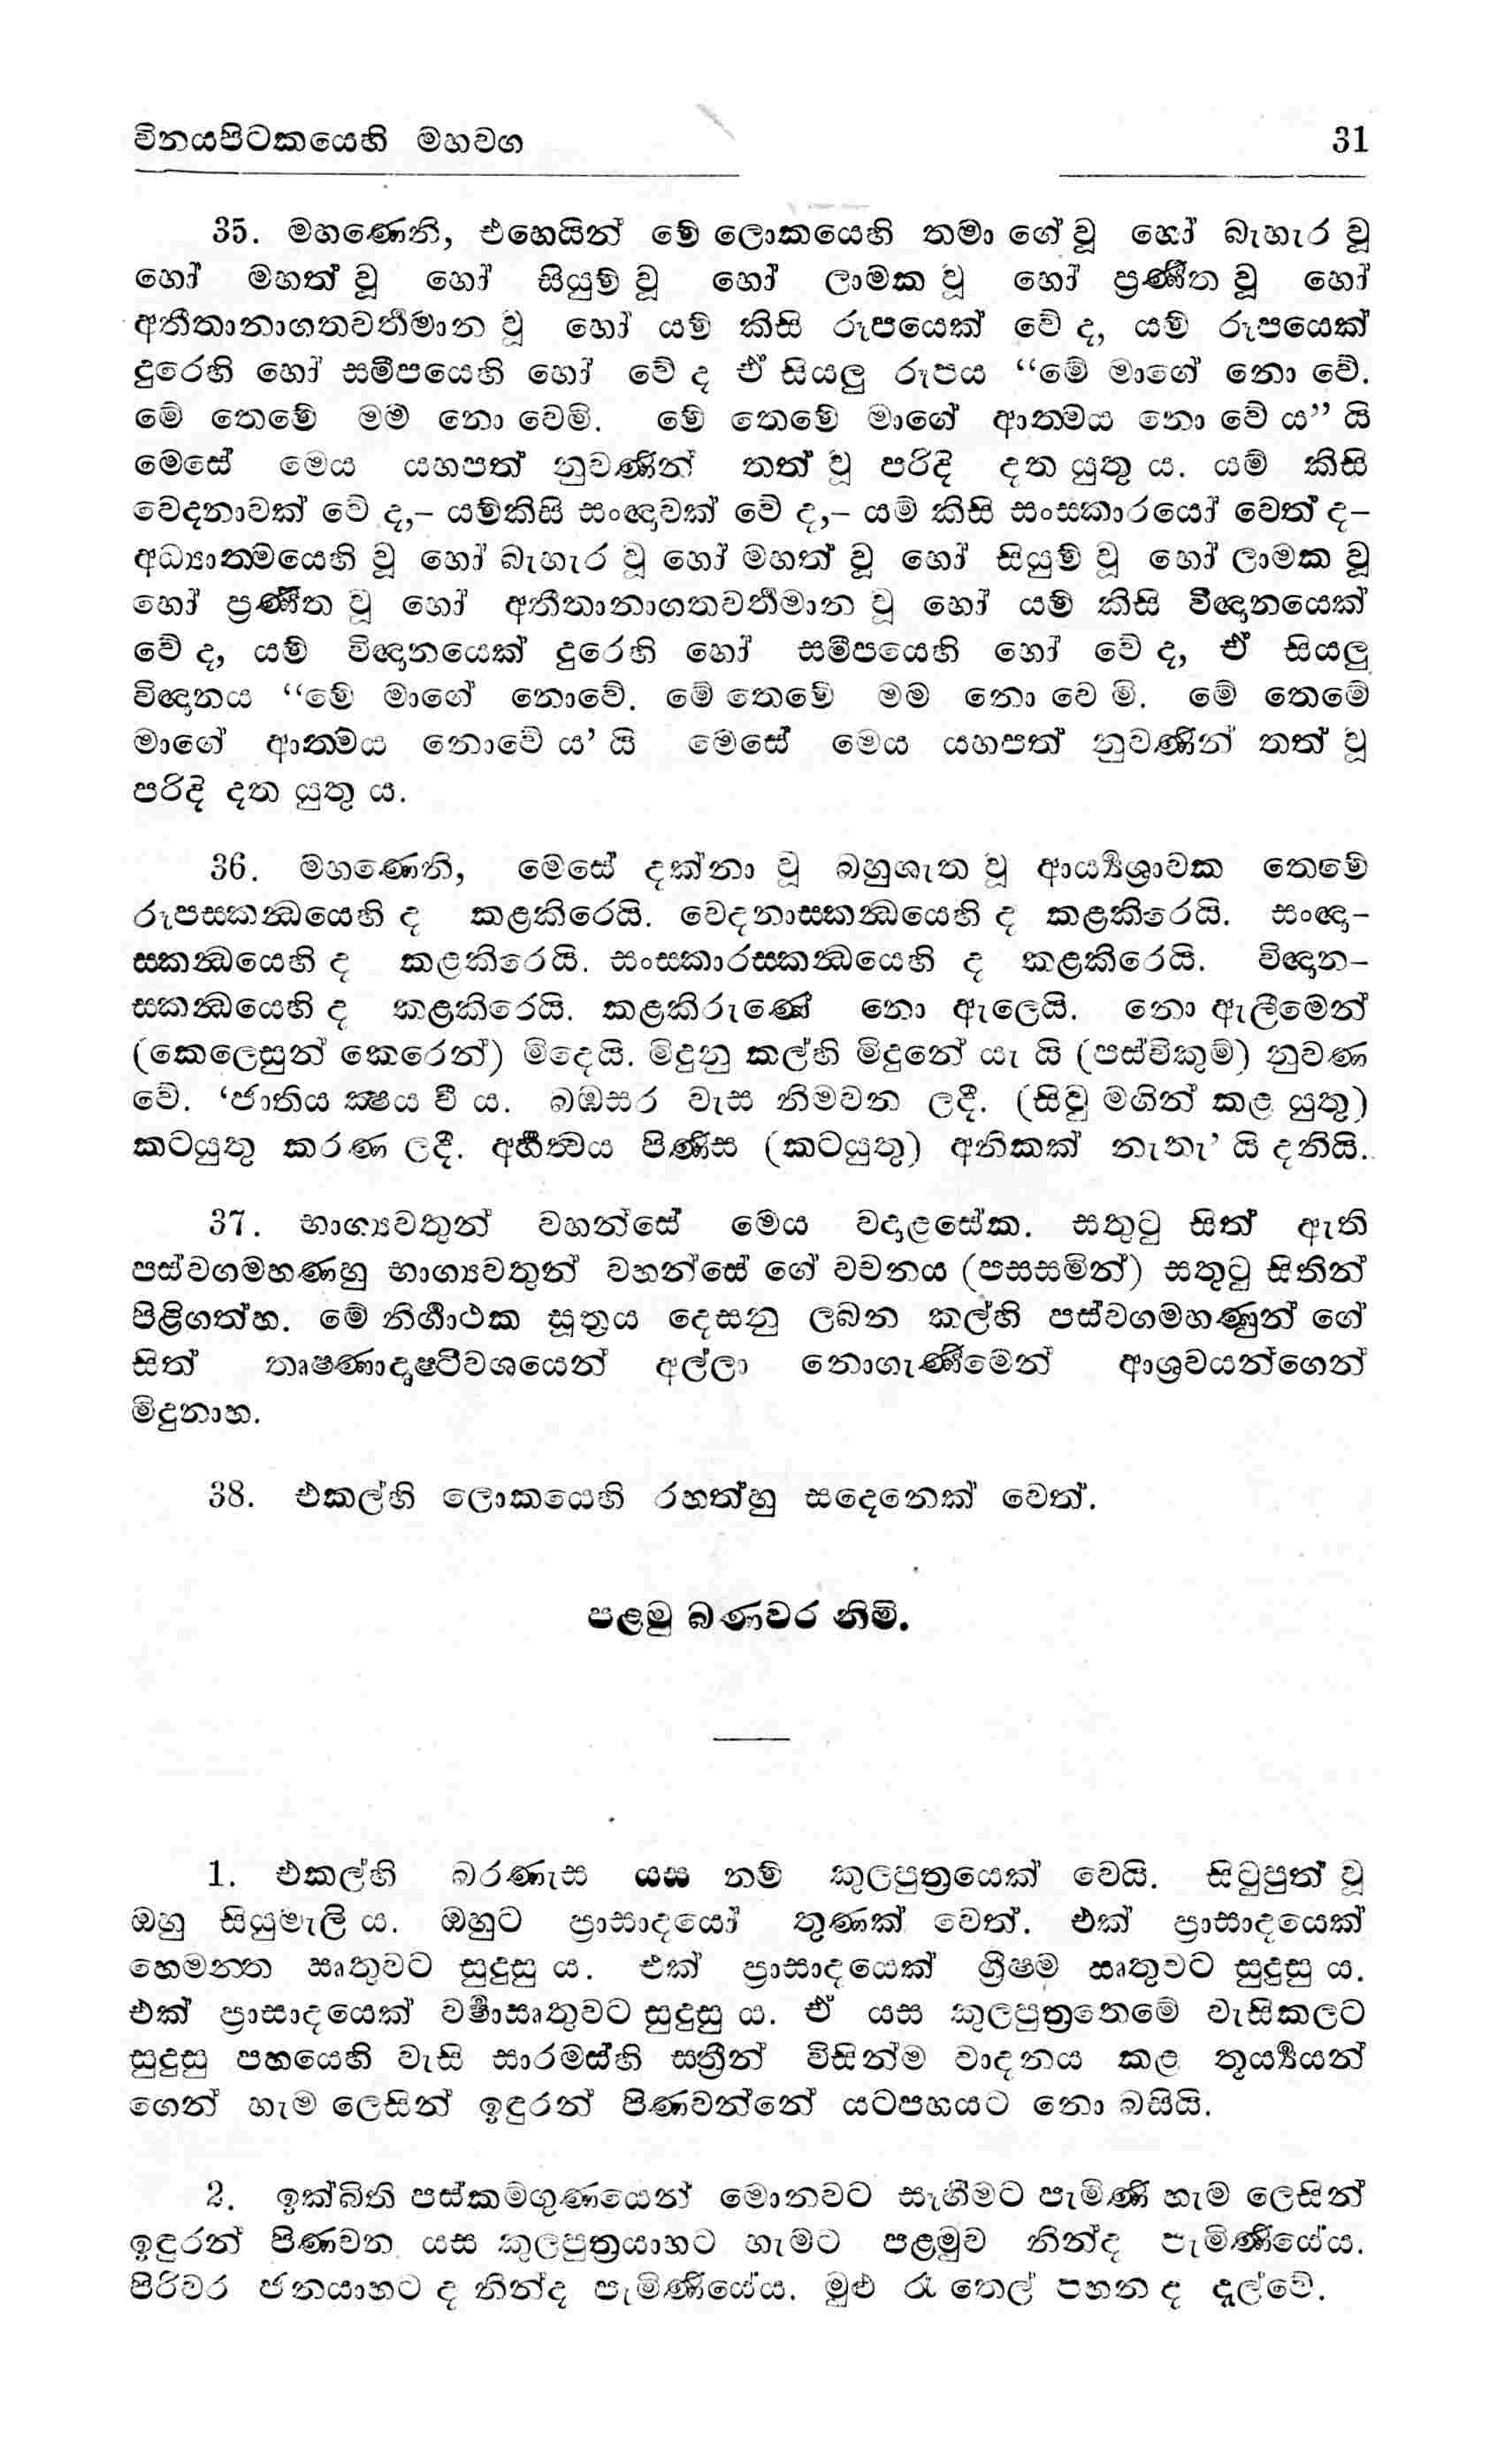 විනයපිටකයෙහි මහවග 31
35. මහණෙනි, එහෙයින් මේ ලොකයෙහි තමා ගේ වූ හෝ බැහැර වූ
හෝ මහත් වූ හෝ සියුම් වූ හෝ ලාමක වූ හෝ ප්‍රණීත වූ හෝ
අතීතානාගතවර්තමාන වූ හෝ යම් කිසි රූපයෙක් වේ ද, යම් රූපයෙක්
දුරෙහි හෝ සමීපයෙහි හෝ වේ ද ඒ සියලු රූපය “මේ මාගේ නො වේ.
මේ තෙමේ මම නො වෙමි. මේ තෙමේ මාගේ ආත්මය නො වේ ය” යි
මෙසේ මෙය යහපත් නුවණින් තත් වූ පරිදි දත යුතු ය. යම් කිසි
වෙදනාවක් වේ ද,– යම්කිසි සංඥාවක් වේ ද,– යම් කිසි සංස්කාරයෝ වෙත් ද–
අධ්‍යාත්මයෙහි වූ හෝ බැහැර වූ හෝ මහත් වූ හෝ සියුම් වූ හෝ ලාමක වූ
හෝ ප්‍රණීත වූ හෝ අතීතානාගතවර්තමාන වූ හෝ යම් කිසි විඥානයෙක්
වේ ද, යම් විඥානයෙක් දුරෙහි හෝ සමීපයෙහි හෝ වේ ද, ඒ සියලු
විඥානය “මේ මාගේ නොවේ. මේ තෙමේ මම නො වෙ මි. මේ තෙමේ
මාගේ ආත්මය නොවේ ය’ යි මෙසේ මෙය යහපත් නුවණින් තත් වූ
පරිදි දත යුතු ය.
36. මහණෙනි, මෙසේ දක්නා වූ බහුශැත වූ ආර්‍ය්‍යශ්‍රාවක තෙමේ
රූපස්කන්‍ධයෙහි ද කළකිරෙයි. වෙදනාස්කන්‍ධයෙහි ද කළකිරෙයි. සංඥා-
ස්කන්‍ධයෙහි ද කළකිරෙයි. සංස්කාරස්කන්‍ධයෙහි ද කළකිරෙයි. විඥාන-
ස්කන්‍ධයෙහි ද කළකිරෙයි. කළකිරුණේ නො ඇලෙයි. නො ඇලීමෙන්
(කෙලෙසුන් කෙරෙන්) මිදෙයි. මිදුනු කල්හි මිදුනේ යැ යි (පස්විකුම්) නුවණ
වේ. ‘ජාතිය ක්‍ෂය වී ය. බඹසර වැස නිමවන ලදී. (සිවු මගින් කළ යුතු)
කටයුතු කරණ ලදී. අර්හත්‍වය පිණිස (කටයුතු) අනිකක් නැතැ’ යි දනියි.
37. භාග්‍යවතුන් වහන්සේ මෙය වදාළසේක. සතුටු සිත් ඇති
පස්වගමහණහු භාග්‍යවතුන් වහන්සේ ගේ වචනය (පසසමින්) සතුටු සිතින්
පිළිගත්හ. මේ නිර්ගාථක සූත්‍රය දෙසනු ලබන කල්හි පස්වගමහණුන් ගේ
සිත් තෘෂ්ණාදෘෂ්ටිවශයෙන් අල්ලා නොගැණීමෙන් ආශ්‍රවයන්ගෙන්
මිදුනාහ.
38. එකල්හි ලොකයෙහි රහත්හු සදෙනෙක් වෙත්.
පළමු බණවර නිමි.
1. එකල්හි බරණැස යස නම් කුලපුත්‍රයෙක් වෙයි. සිටුපුත් වූ
ඔහු සියුමැලි ය. ඔහුට ප්‍රාසාදයෝ තුණක් වෙත්. එක් ප්‍රාසාදයෙක්
හෙමන්ත ඍතුවට සුදුසු ය. එක් ප්‍රාසාදයෙක් ග්‍රීෂ්ම ඍතුවට සුදුසු ය.
එක් ප්‍රාසාදයෙක් වර්ෂාඍතුවට සුදුසු ය. ඒ යස කුලපුත්‍රතෙමේ වැසිකලට
සුදුසු පහයෙහි වැසි සාරමස්හි ස්ත්‍රීන් විසින්ම වාදනය කළ තූර්‍ය්‍යයන්
ගෙන් හැම ලෙසින් ඉඳුරන් පිණවන්නේ යටපහයට නො බසියි.
2. ඉක්බිති පස්කම්ගුණයෙන් මොනවට සැහීමට පැමිණි හැම ලෙසින්
ඉඳුරන් පිණවන යස කුලපුත්‍රයාහට හැමට පළමුව නින්ද පැමිණියේය.
පිරිවර ජනයාහට ද නින්ද පැමිණියේය. මුළු රෑ තෙල් පහන ද දැල්වේ.